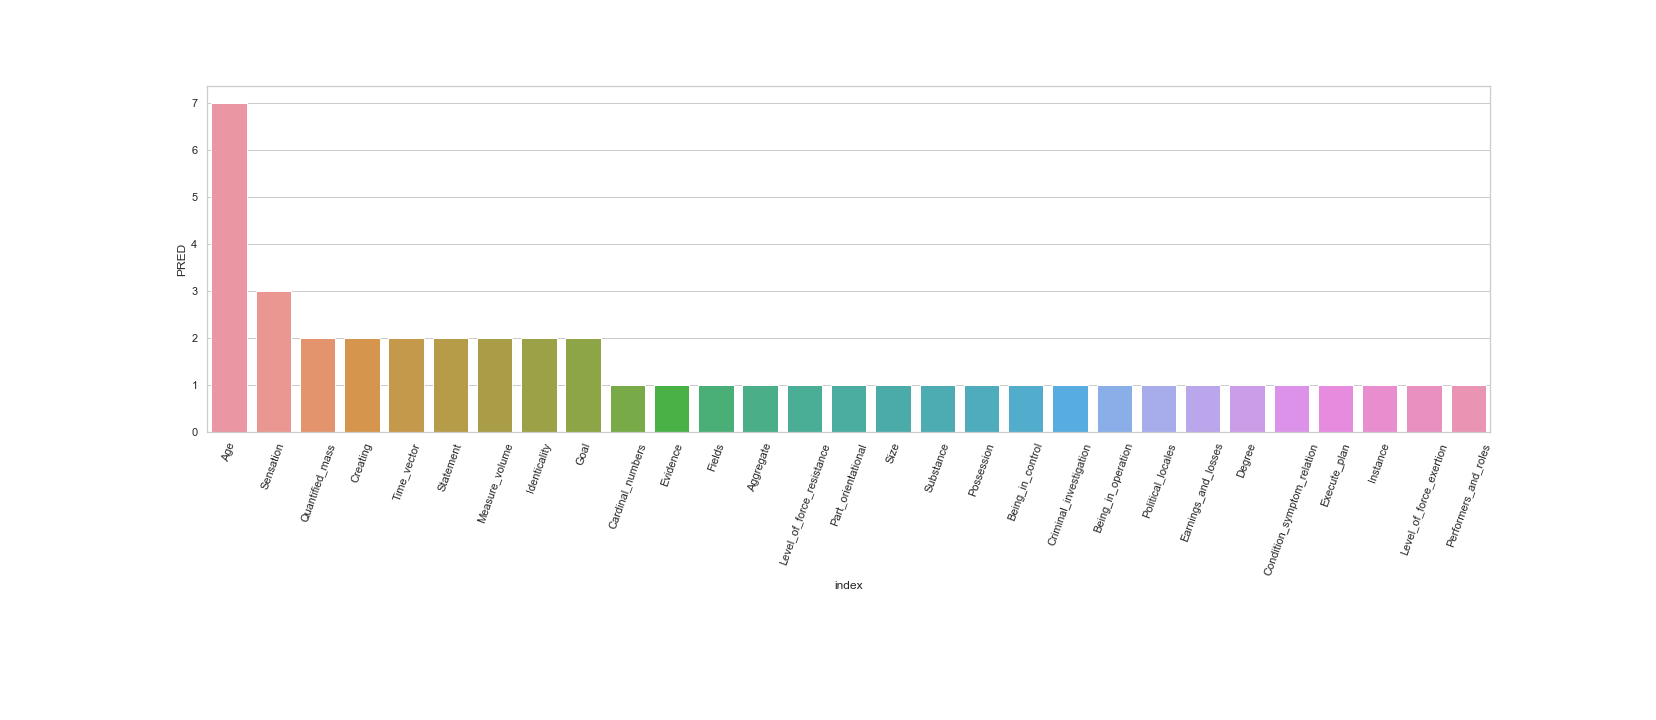 7
6
5
4
3
2
1
0
PRED
Age
Sensation
Quantified_mass
Creating
Time_vector
Statement
Measure_volume
Identicality
Goal
Cardinal_numbers
Evidence
Fields
Aggregate
Level_of_force_resistance
Part_orientational
Size
Substance
Possession
Being_in_control
Criminal_investigation
Being_in_operation
Political_locales
Earnings_and_losses
Degree
Condition_symptom_relation
Execute_plan
Instance
Level_of_force_exertion
Performers_and_roles
index